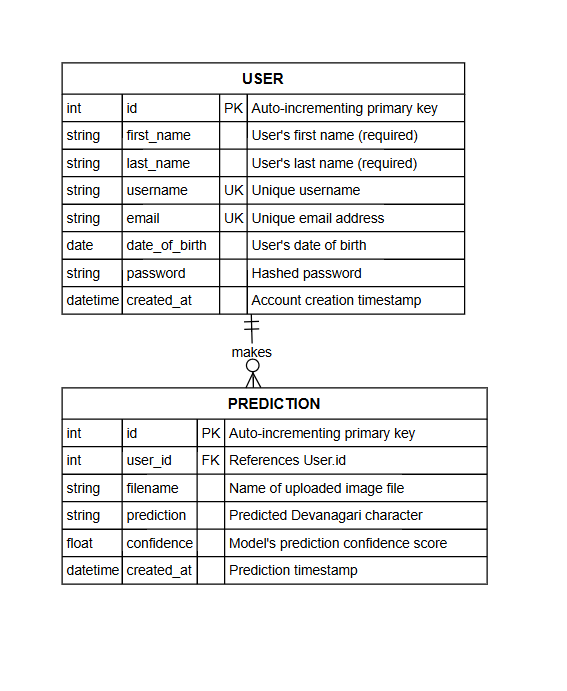 USER
int id PK Auto-incrementing primary key
string first_name User's first name (required)
string last_name User's last name (required)
string username UK Unique username
string email UK Unique email address
date date_of_birth User's date of birth
string password Hashed password
datetime created_at Account creation timestamp
makes
PREDICTION
int id PK Auto-incrementing primary key
int user_id FK References User.id
string filename Name of uploaded image file
string prediction Predicted Devanagari character
float confidence Model's prediction confidence score
datetime created_at Prediction timestamp